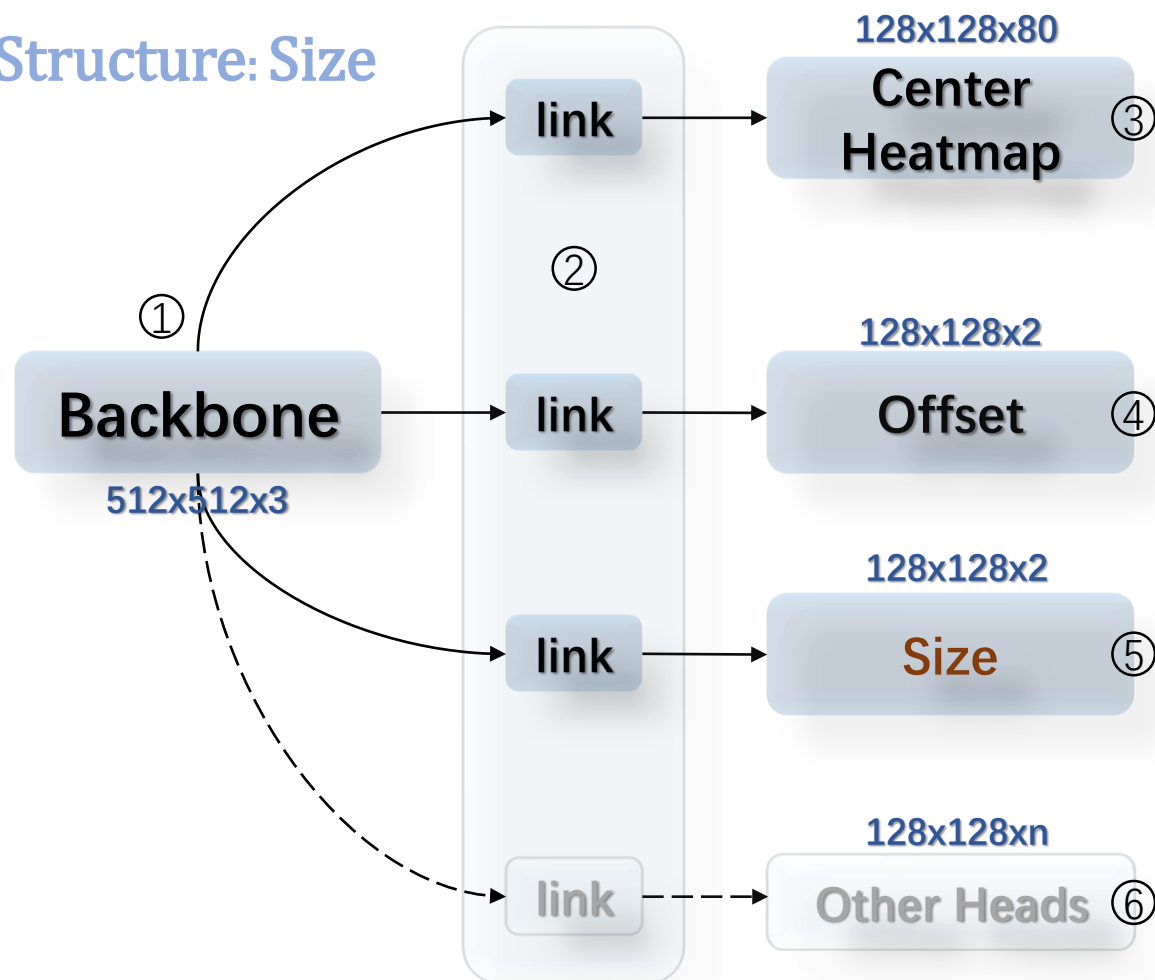 Structure: Size
128x128x80
Center
Heatmap
③
link
②
①
Backbone
512x512x3
link
128x128x2
Offset
④
link
128x128x2
Size
⑤
link
128x128xn
Other Heads
⑥